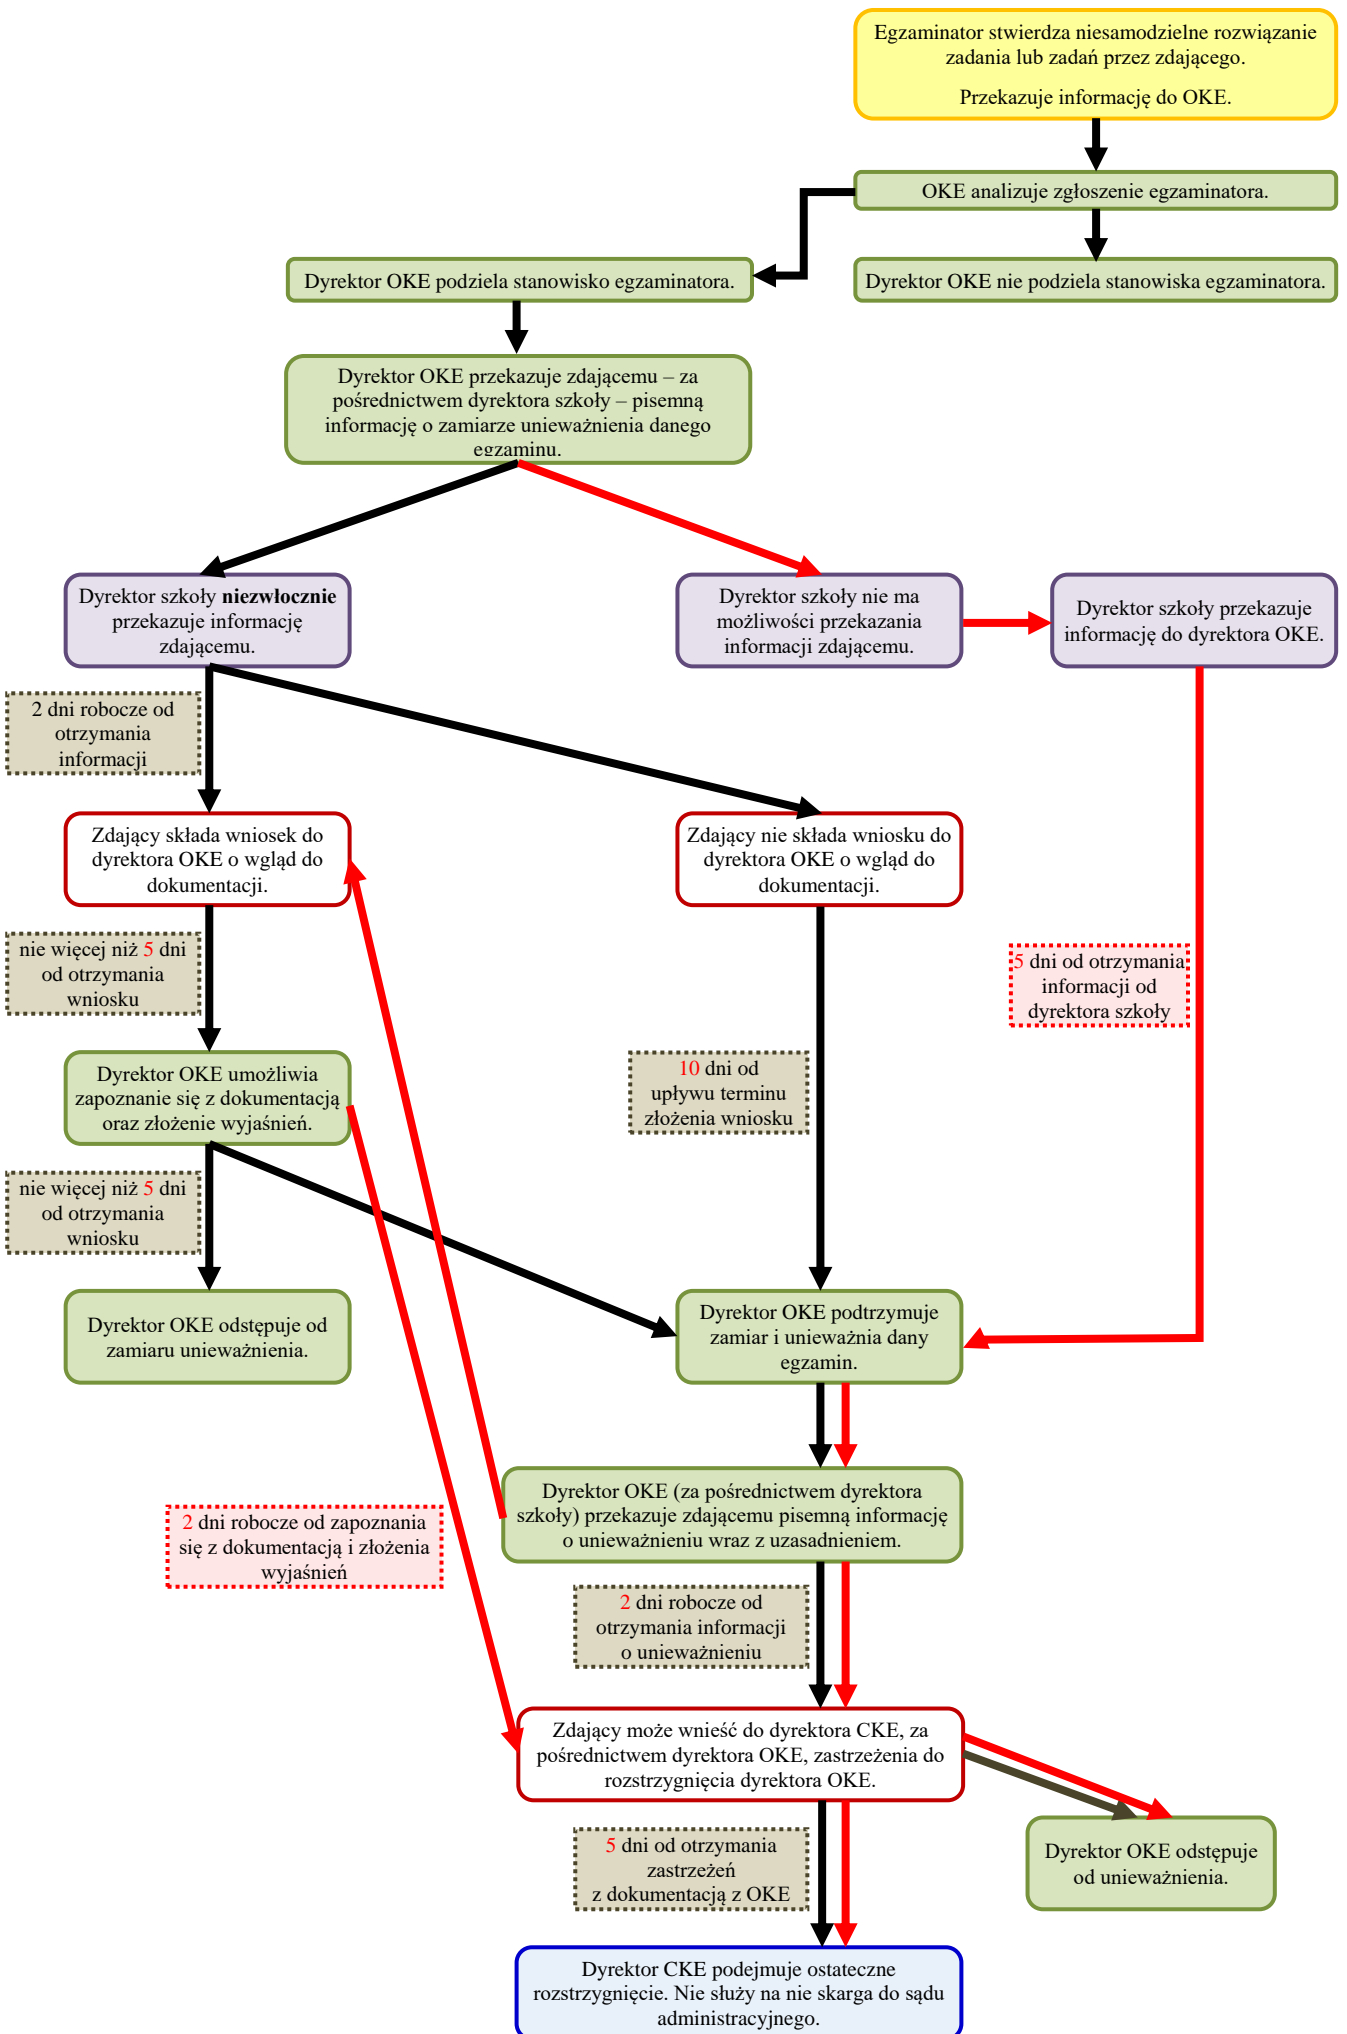 Egzaminator stwierdza niesamodzielne rozwiązanie
zadania lub zadań przez zdającego.
Przekazuje informację do OKE.
OKE analizuje zgłoszenie egzaminatora.
Dyrektor OKE podziela stanowisko egzaminatora.
Dyrektor OKE nie podziela stanowiska egzaminatora.
Dyrektor OKE przekazuje zdającemu – za
pośrednictwem dyrektora szkoły – pisemną
informację o zamiarze unieważnienia danego
egzaminu.
Dyrektor szkoły niezwłocznie
przekazuje informację
zdającemu.
Dyrektor szkoły nie ma
możliwości przekazania
informacji zdającemu.
Dyrektor szkoły przekazuje
informację do dyrektora OKE.
2 dni robocze od
otrzymania
informacji
Zdający składa wniosek do
dyrektora OKE o wgląd do
dokumentacji.
Zdający nie składa wniosku do
dyrektora OKE o wgląd do
dokumentacji.
nie więcej niż 5 dni
od otrzymania
wniosku
5 dni od otrzymania
informacji od
dyrektora szkoły
Dyrektor OKE umożliwia
zapoznanie się z dokumentacją
oraz złożenie wyjaśnień.
10 dni od
upływu terminu
złożenia wniosku
nie więcej niż 5 dni
od otrzymania
wniosku
Dyrektor OKE odstępuje od
zamiaru unieważnienia.
Dyrektor OKE podtrzymuje
zamiar i unieważnia dany
egzamin.
Dyrektor OKE (za pośrednictwem dyrektora
szkoły) przekazuje zdającemu pisemną informację
o unieważnieniu wraz z uzasadnieniem.
2 dni robocze od zapoznania
się z dokumentacją i złożenia
wyjaśnień
2 dni robocze od
otrzymania informacji
o unieważnieniu
Zdający może wnieść do dyrektora CKE, za
pośrednictwem dyrektora OKE, zastrzeżenia do
rozstrzygnięcia dyrektora OKE.
5 dni od otrzymania
zastrzeżeń
z dokumentacją z OKE
Dyrektor OKE odstępuje
od unieważnienia.
Dyrektor CKE podejmuje ostateczne
rozstrzygnięcie. Nie służy na nie skarga do sądu
administracyjnego.